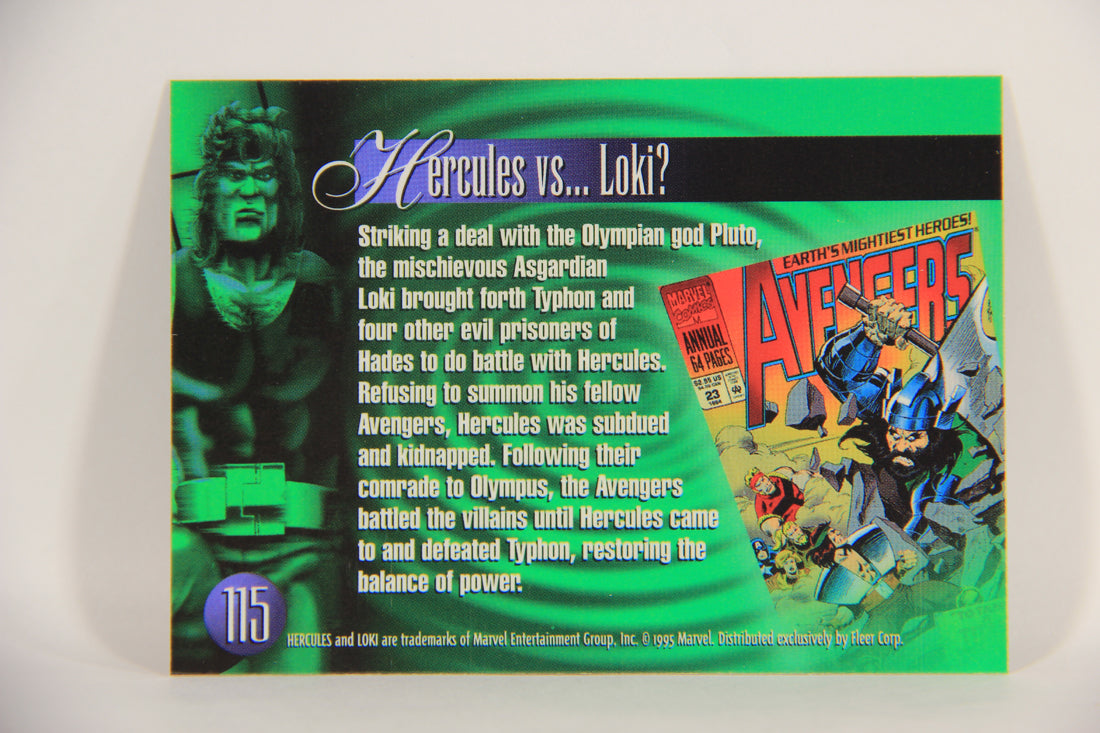 Hercules vs... Loki?
Striking a deal with the Olympian god Pluto,
the mischievous Asgardian
Loki brought forth Typhon and
four other evil prisoners of
Hades to do battle with Hercules.
Refusing to summon his fellow
Avengers, Hercules was subdued
and kidnapped. Following their
comrade to Olympus, the Avengers
battled the villains until Hercules came
to and defeated Typhon, restoring the
balance of power.
EARTH'S MIGHTIEST HEROES!
AVENGERS
MARVEL
COMICS
ANNUAL
64 PAGES
$2.95 US
23
1994
115
HERCULES and LOKI are trademarks of Marvel Entertainment Group, Inc. © 1995 Marvel. Distributed exclusively by Fleer Corp.